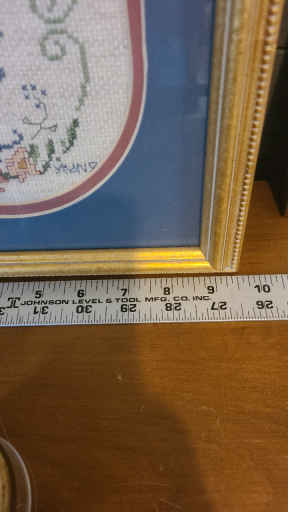 5 6 7 8 9 10
JOHNSON LEVEL & TOOL MFG. CO. INC.
31 30 29 28 27 26